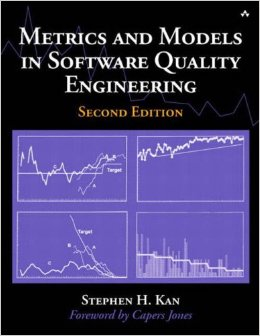 METRICS AND MODELS
IN SOFTWARE QUALITY
ENGINEERING
SECOND EDITION
Target
C
B
A
Target
B
A
C
STEPHEN H. KAN
Foreword by Capers Jones